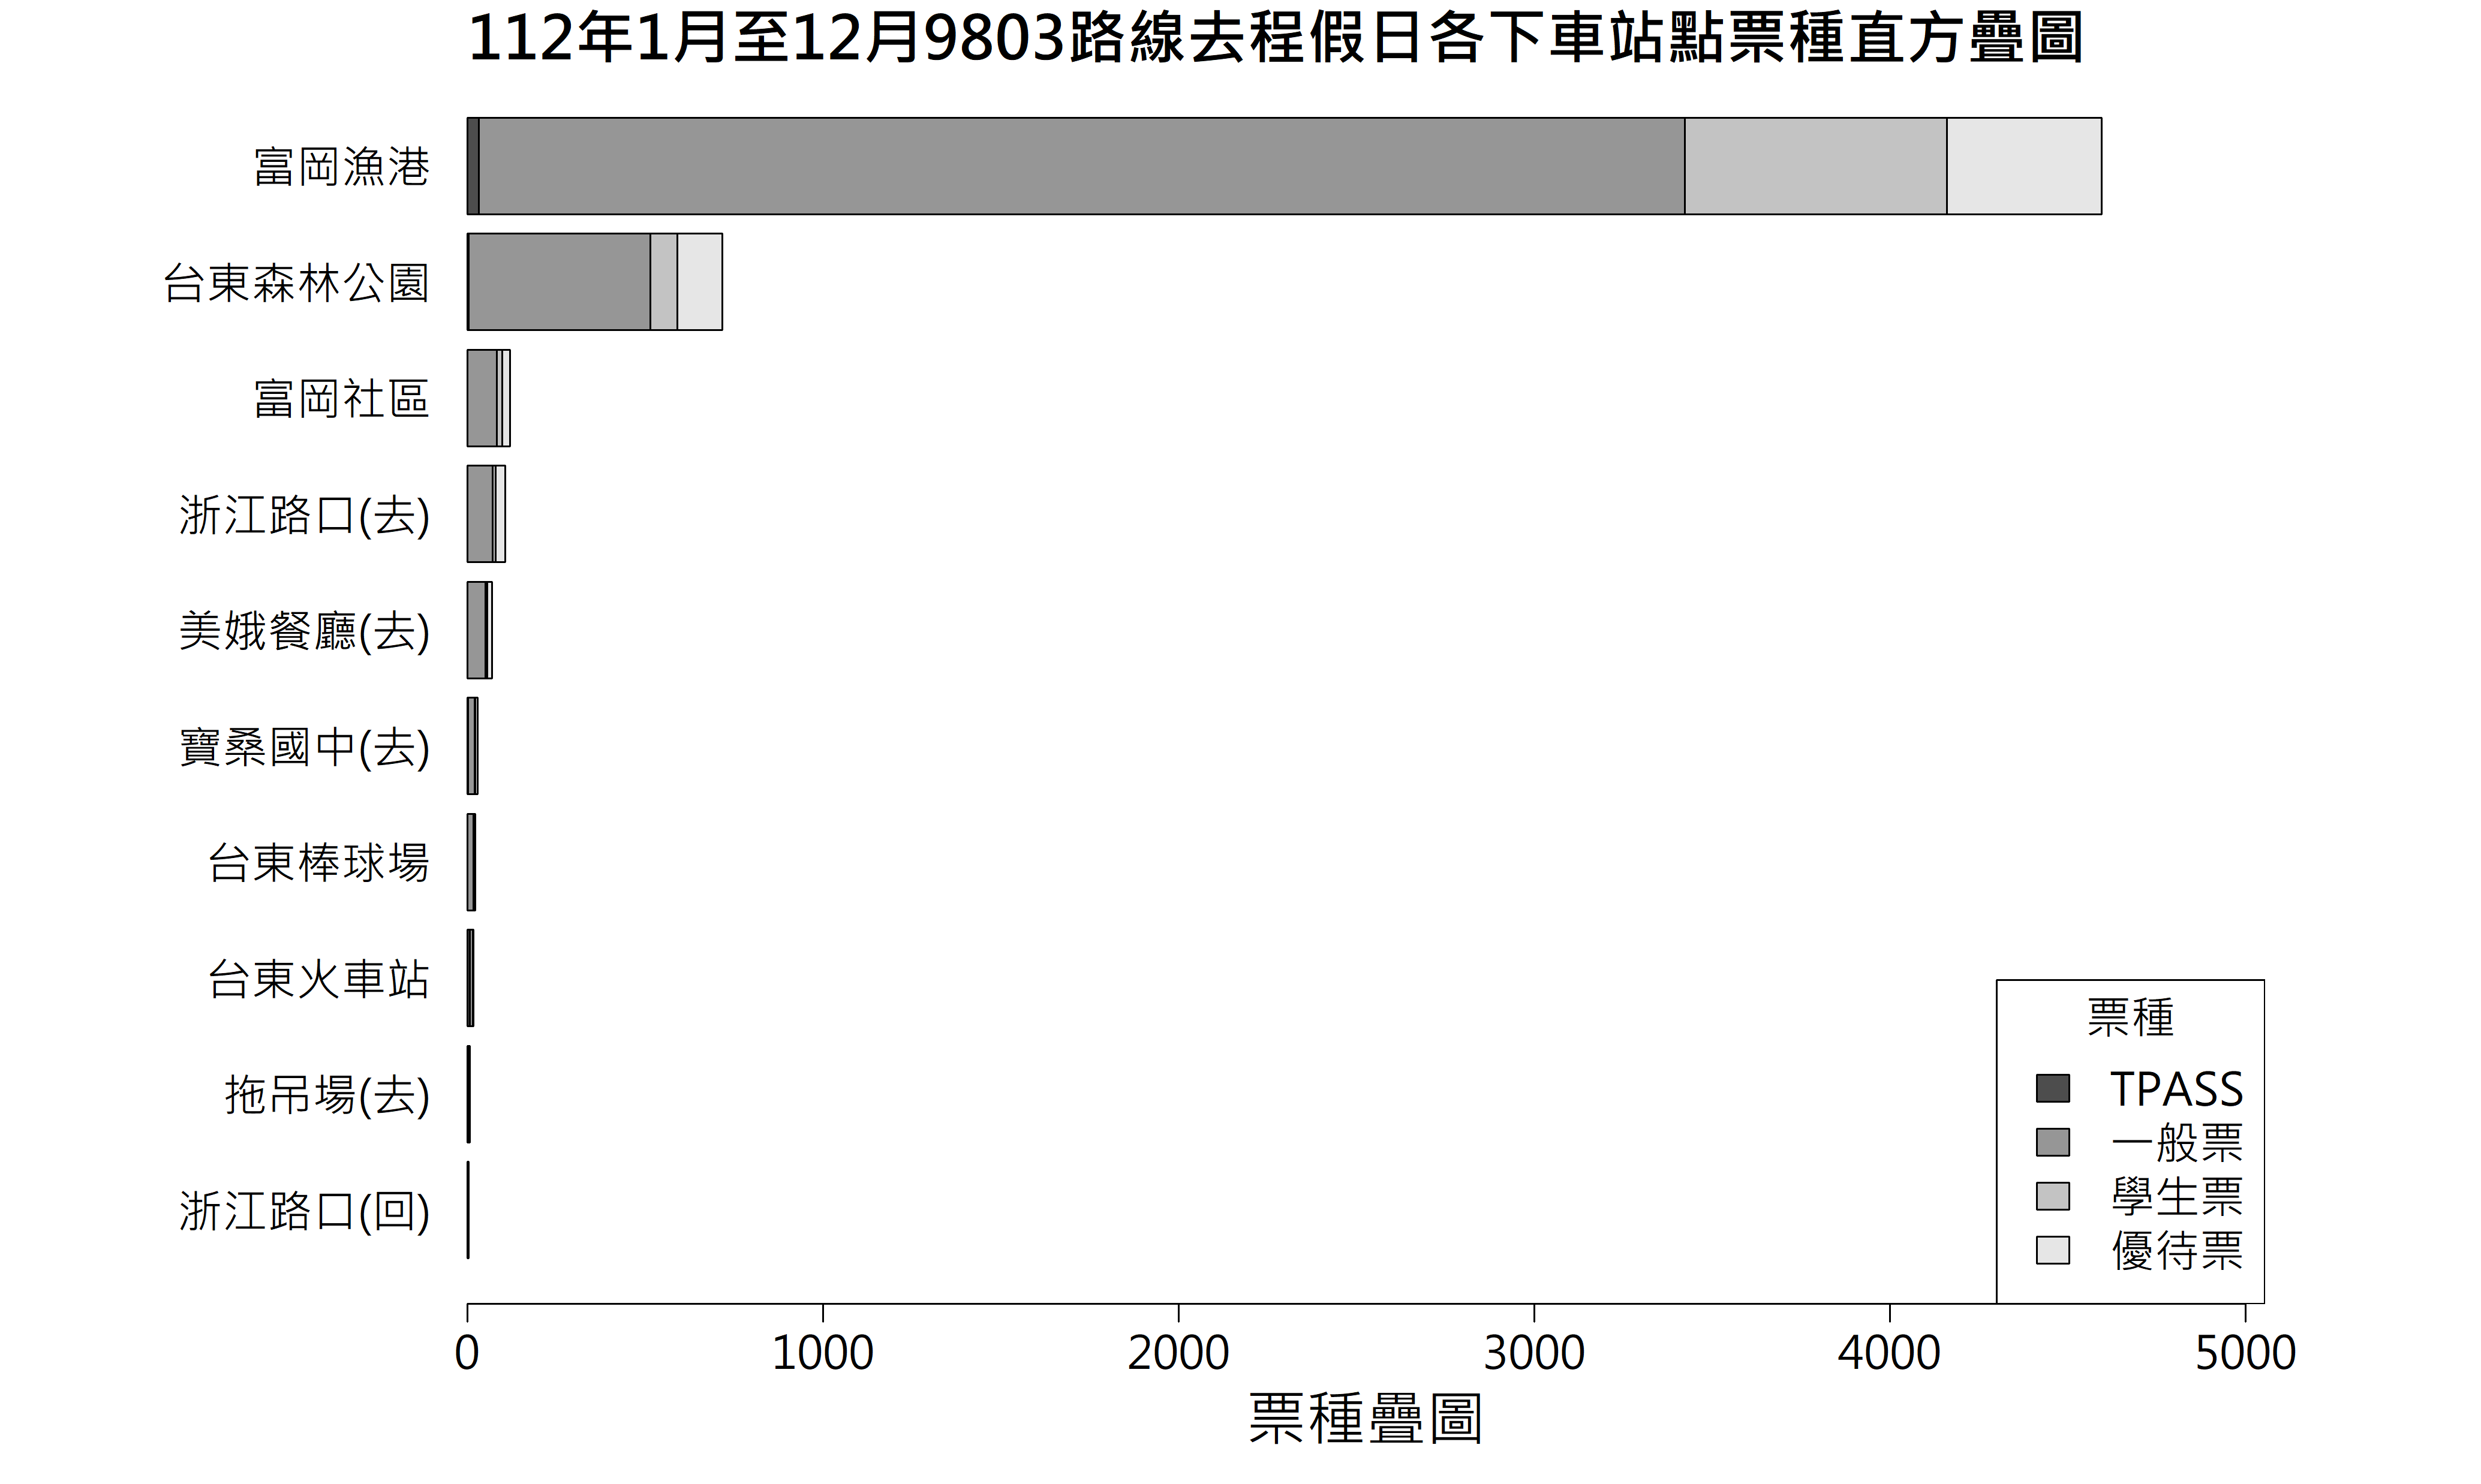 112年1月至12月9803路線去程假日各下車站點票種直方疊圖
富岡漁港
台東森林公園
富岡社區
浙江路口(去)
美娥餐廳(去)
寶桑國中(去)
台東棒球場
台東火車站
拖吊場(去)
浙江路口(回)
票種
TPASS
一般票
學生票
優待票
0 1000 2000 3000 4000 5000
票種疊圖